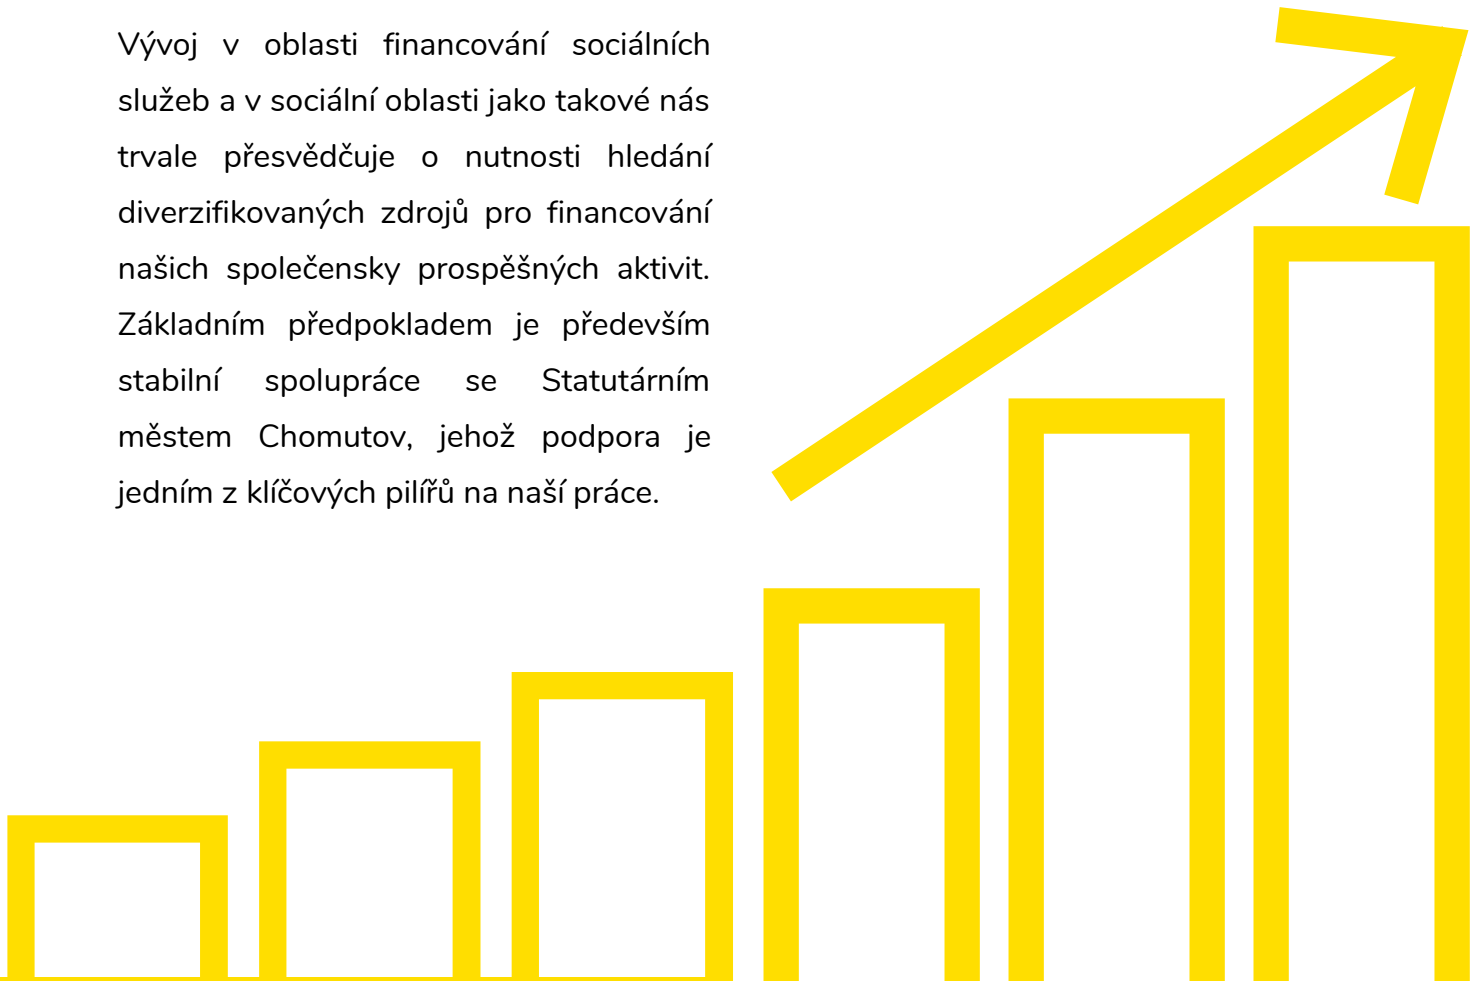 Vývoj v oblasti financování sociálních
služeb a v sociální oblasti jako takové nás
trvale přesvědčuje o nutnosti hledání
diverzifikovaných zdrojů pro financování
našich společensky prospěšných aktivit.
Základním předpokladem je především
stabilní spolupráce se Statutárním
městem Chomutov, jehož podpora je
jedním z klíčových pilířů na naší práce.